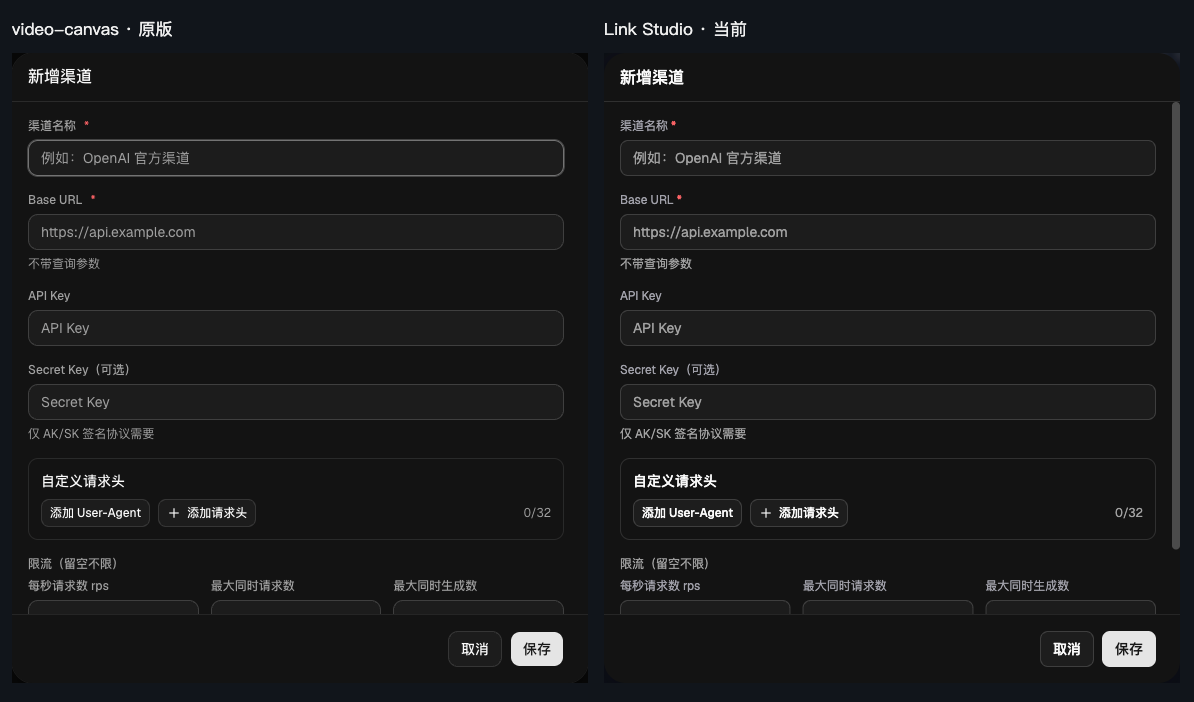 video-canvas · 原版
新增渠道
渠道名称 *
例如：OpenAI 官方渠道
Base URL *
https://api.example.com
不带查询参数
API Key
API Key
Secret Key（可选）
Secret Key
仅 AK/SK 签名协议需要
自定义请求头
添加 User-Agent
+ 添加请求头
0/32
限流（留空不限）
每秒请求数 rps
最大同时请求数
最大同时生成数
取消
保存
Link Studio · 当前
新增渠道
渠道名称 *
例如：OpenAI 官方渠道
Base URL *
https://api.example.com
不带查询参数
API Key
API Key
Secret Key（可选）
Secret Key
仅 AK/SK 签名协议需要
自定义请求头
添加 User-Agent
+ 添加请求头
0/32
限流（留空不限）
每秒请求数 rps
最大同时请求数
最大同时生成数
取消
保存